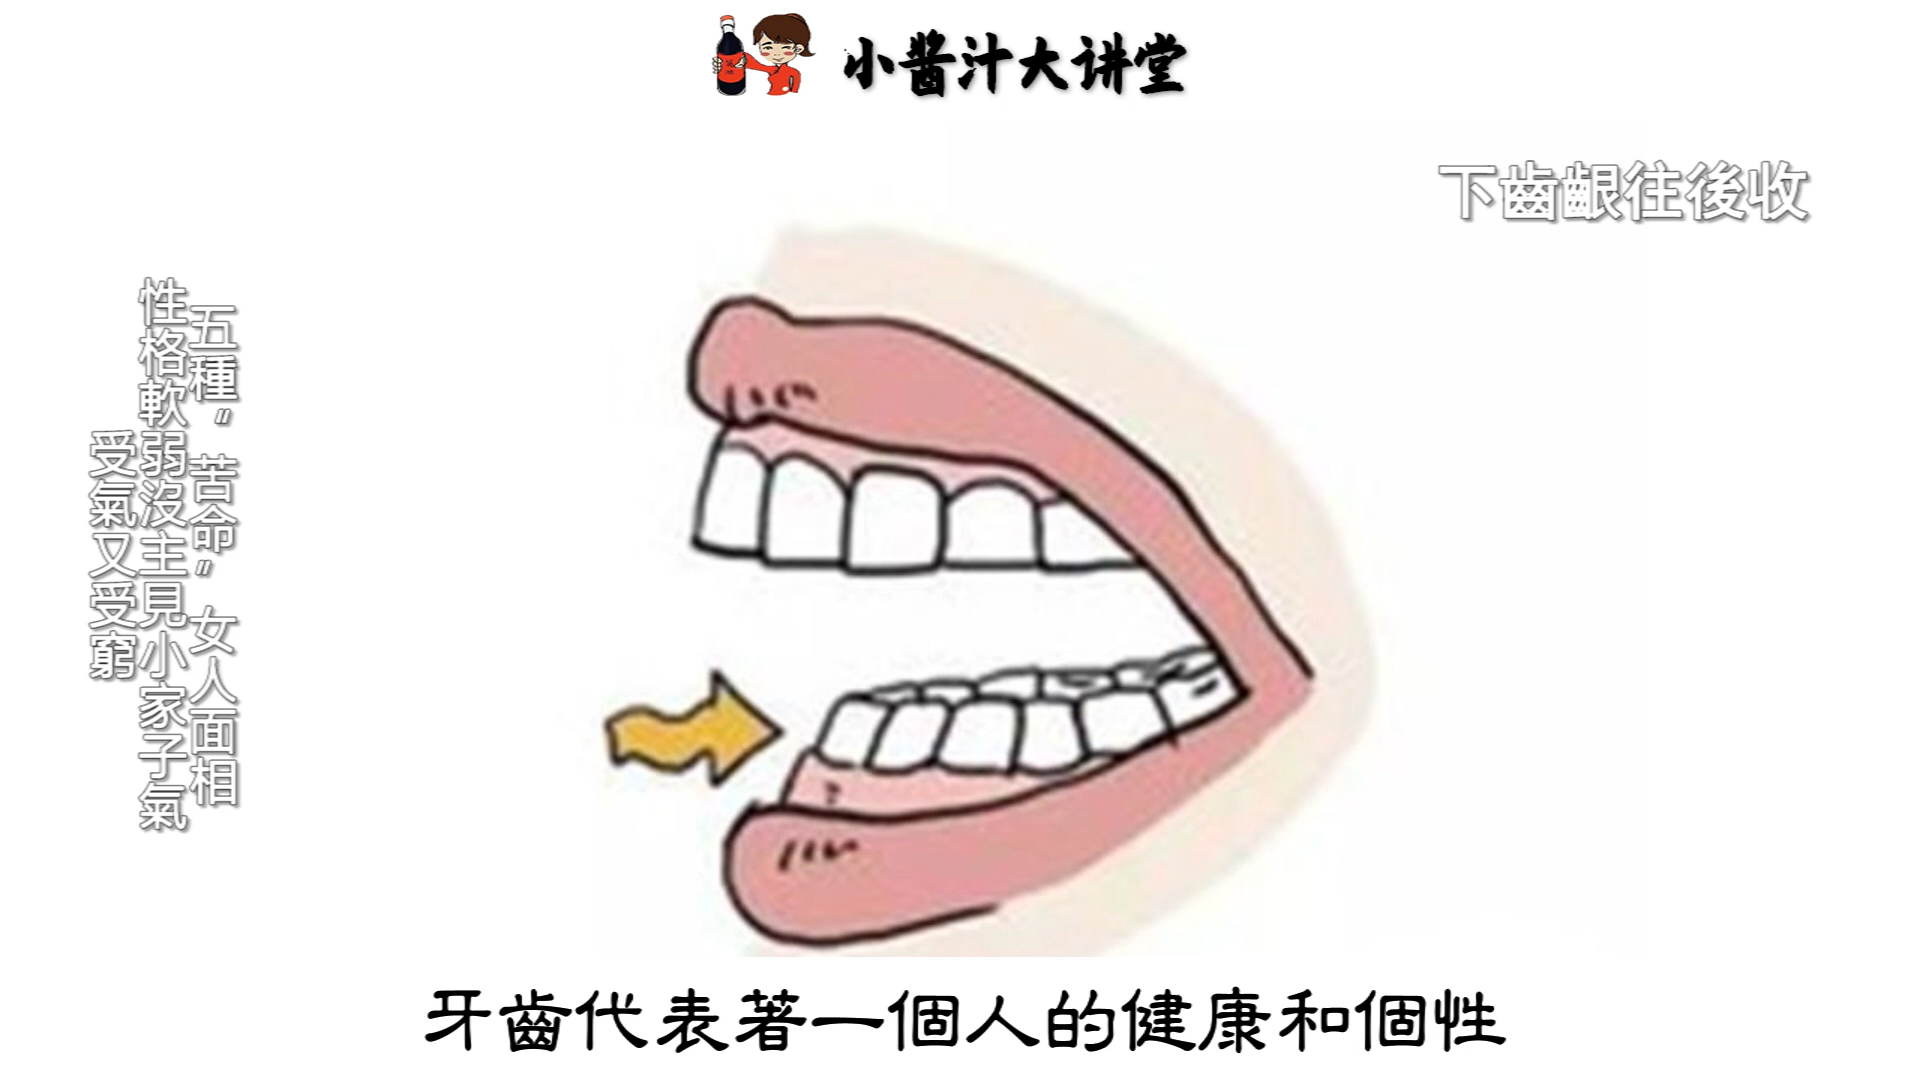 小酱汁大讲堂
下齒齦往後收
五種〞苦命〞女人面相
性格軟弱沒主見小家子氣
受氣又受窮
牙齒代表著一個人的健康和個性